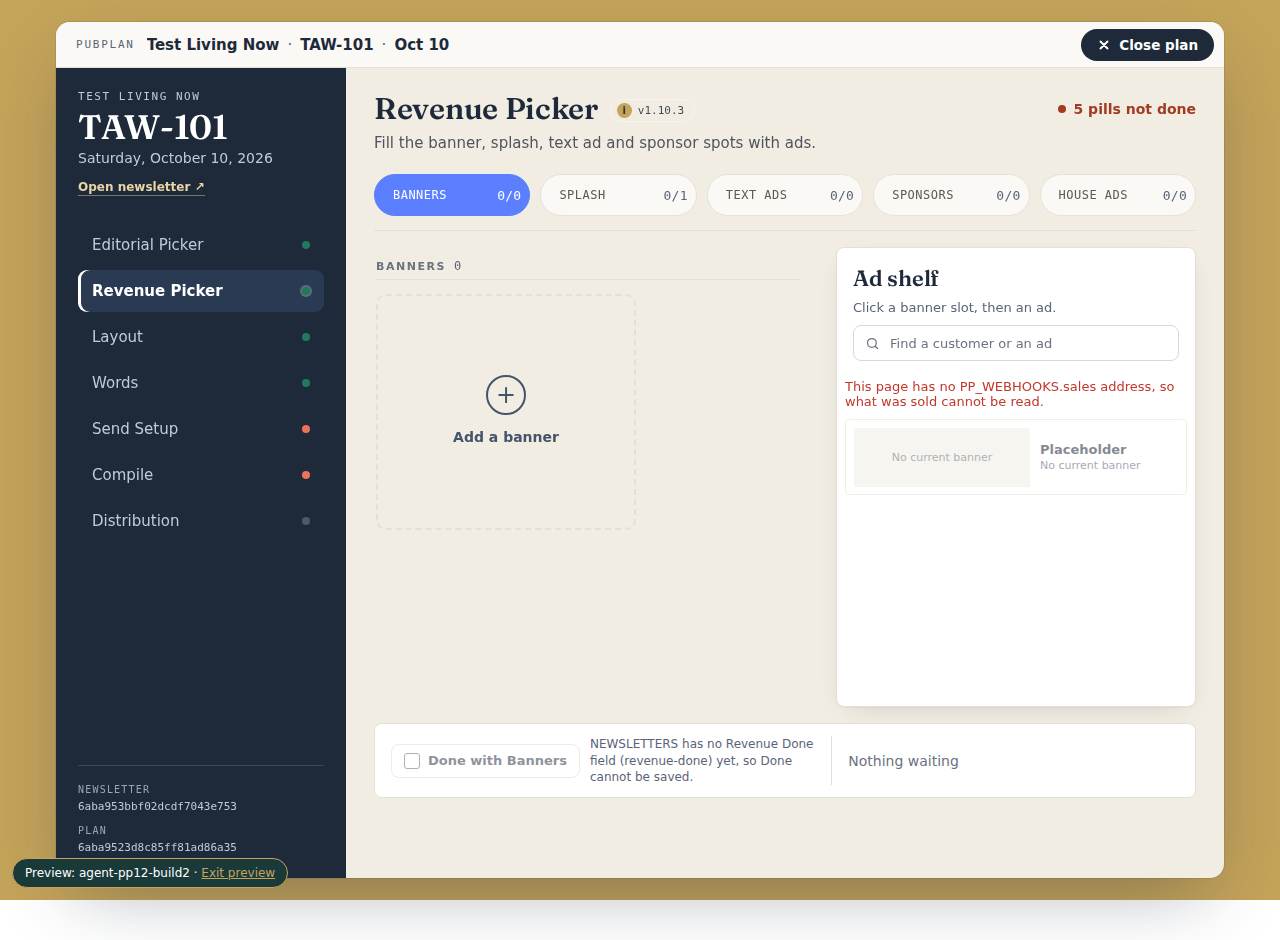 PUBPLAN Test Living Now · TAW-101 · Oct 10
Close plan
TEST LIVING NOW
TAW-101
Saturday, October 10, 2026
Open newsletter ↗
Editorial Picker
Revenue Picker
Layout
Words
Send Setup
Compile
Distribution
NEWSLETTER
6aba953bbf02dcdf7043e753
PLAN
6aba9523d8c85ff81ad86a35
Preview: agent-pp12-build2 · Exit preview
Revenue Picker
i v1.10.3
5 pills not done
Fill the banner, splash, text ad and sponsor spots with ads.
BANNERS 0/0
SPLASH 0/1
TEXT ADS 0/0
SPONSORS 0/0
HOUSE ADS 0/0
BANNERS 0
Add a banner
Ad shelf
Click a banner slot, then an ad.
Find a customer or an ad
This page has no PP_WEBHOOKS.sales address, so
what was sold cannot be read.
No current banner
Placeholder
No current banner
Done with Banners
NEWSLETTERS has no Revenue Done
field (revenue-done) yet, so Done
cannot be saved.
Nothing waiting